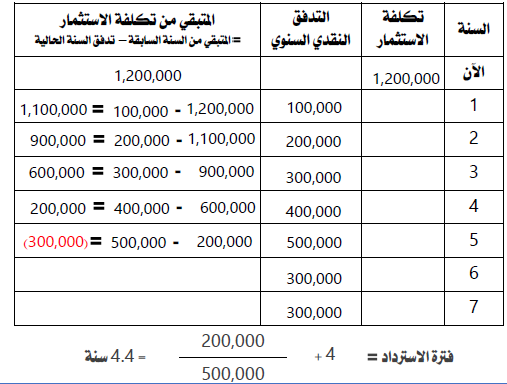 السنة	تكلفة الاستثمار	التدفق النقدي السنوي	المتبقي من تكلفة الاستثمار =المتبقي من السنة السابقة – تدفق السنة الحالية
الآن	1,200,000		1,200,000
1		100,000	1,200,000 - 100,000 = 1,100,000
2		200,000	1,100,000 - 200,000 = 900,000
3		300,000	900,000 - 300,000 = 600,000
4		400,000	600,000 - 400,000 = 200,000
5		500,000	200,000 - 500,000 = (300,000)
6		300,000
7		300,000
فترة الاسترداد = 4 + 200,000 / 500,000 = 4.4 سنة